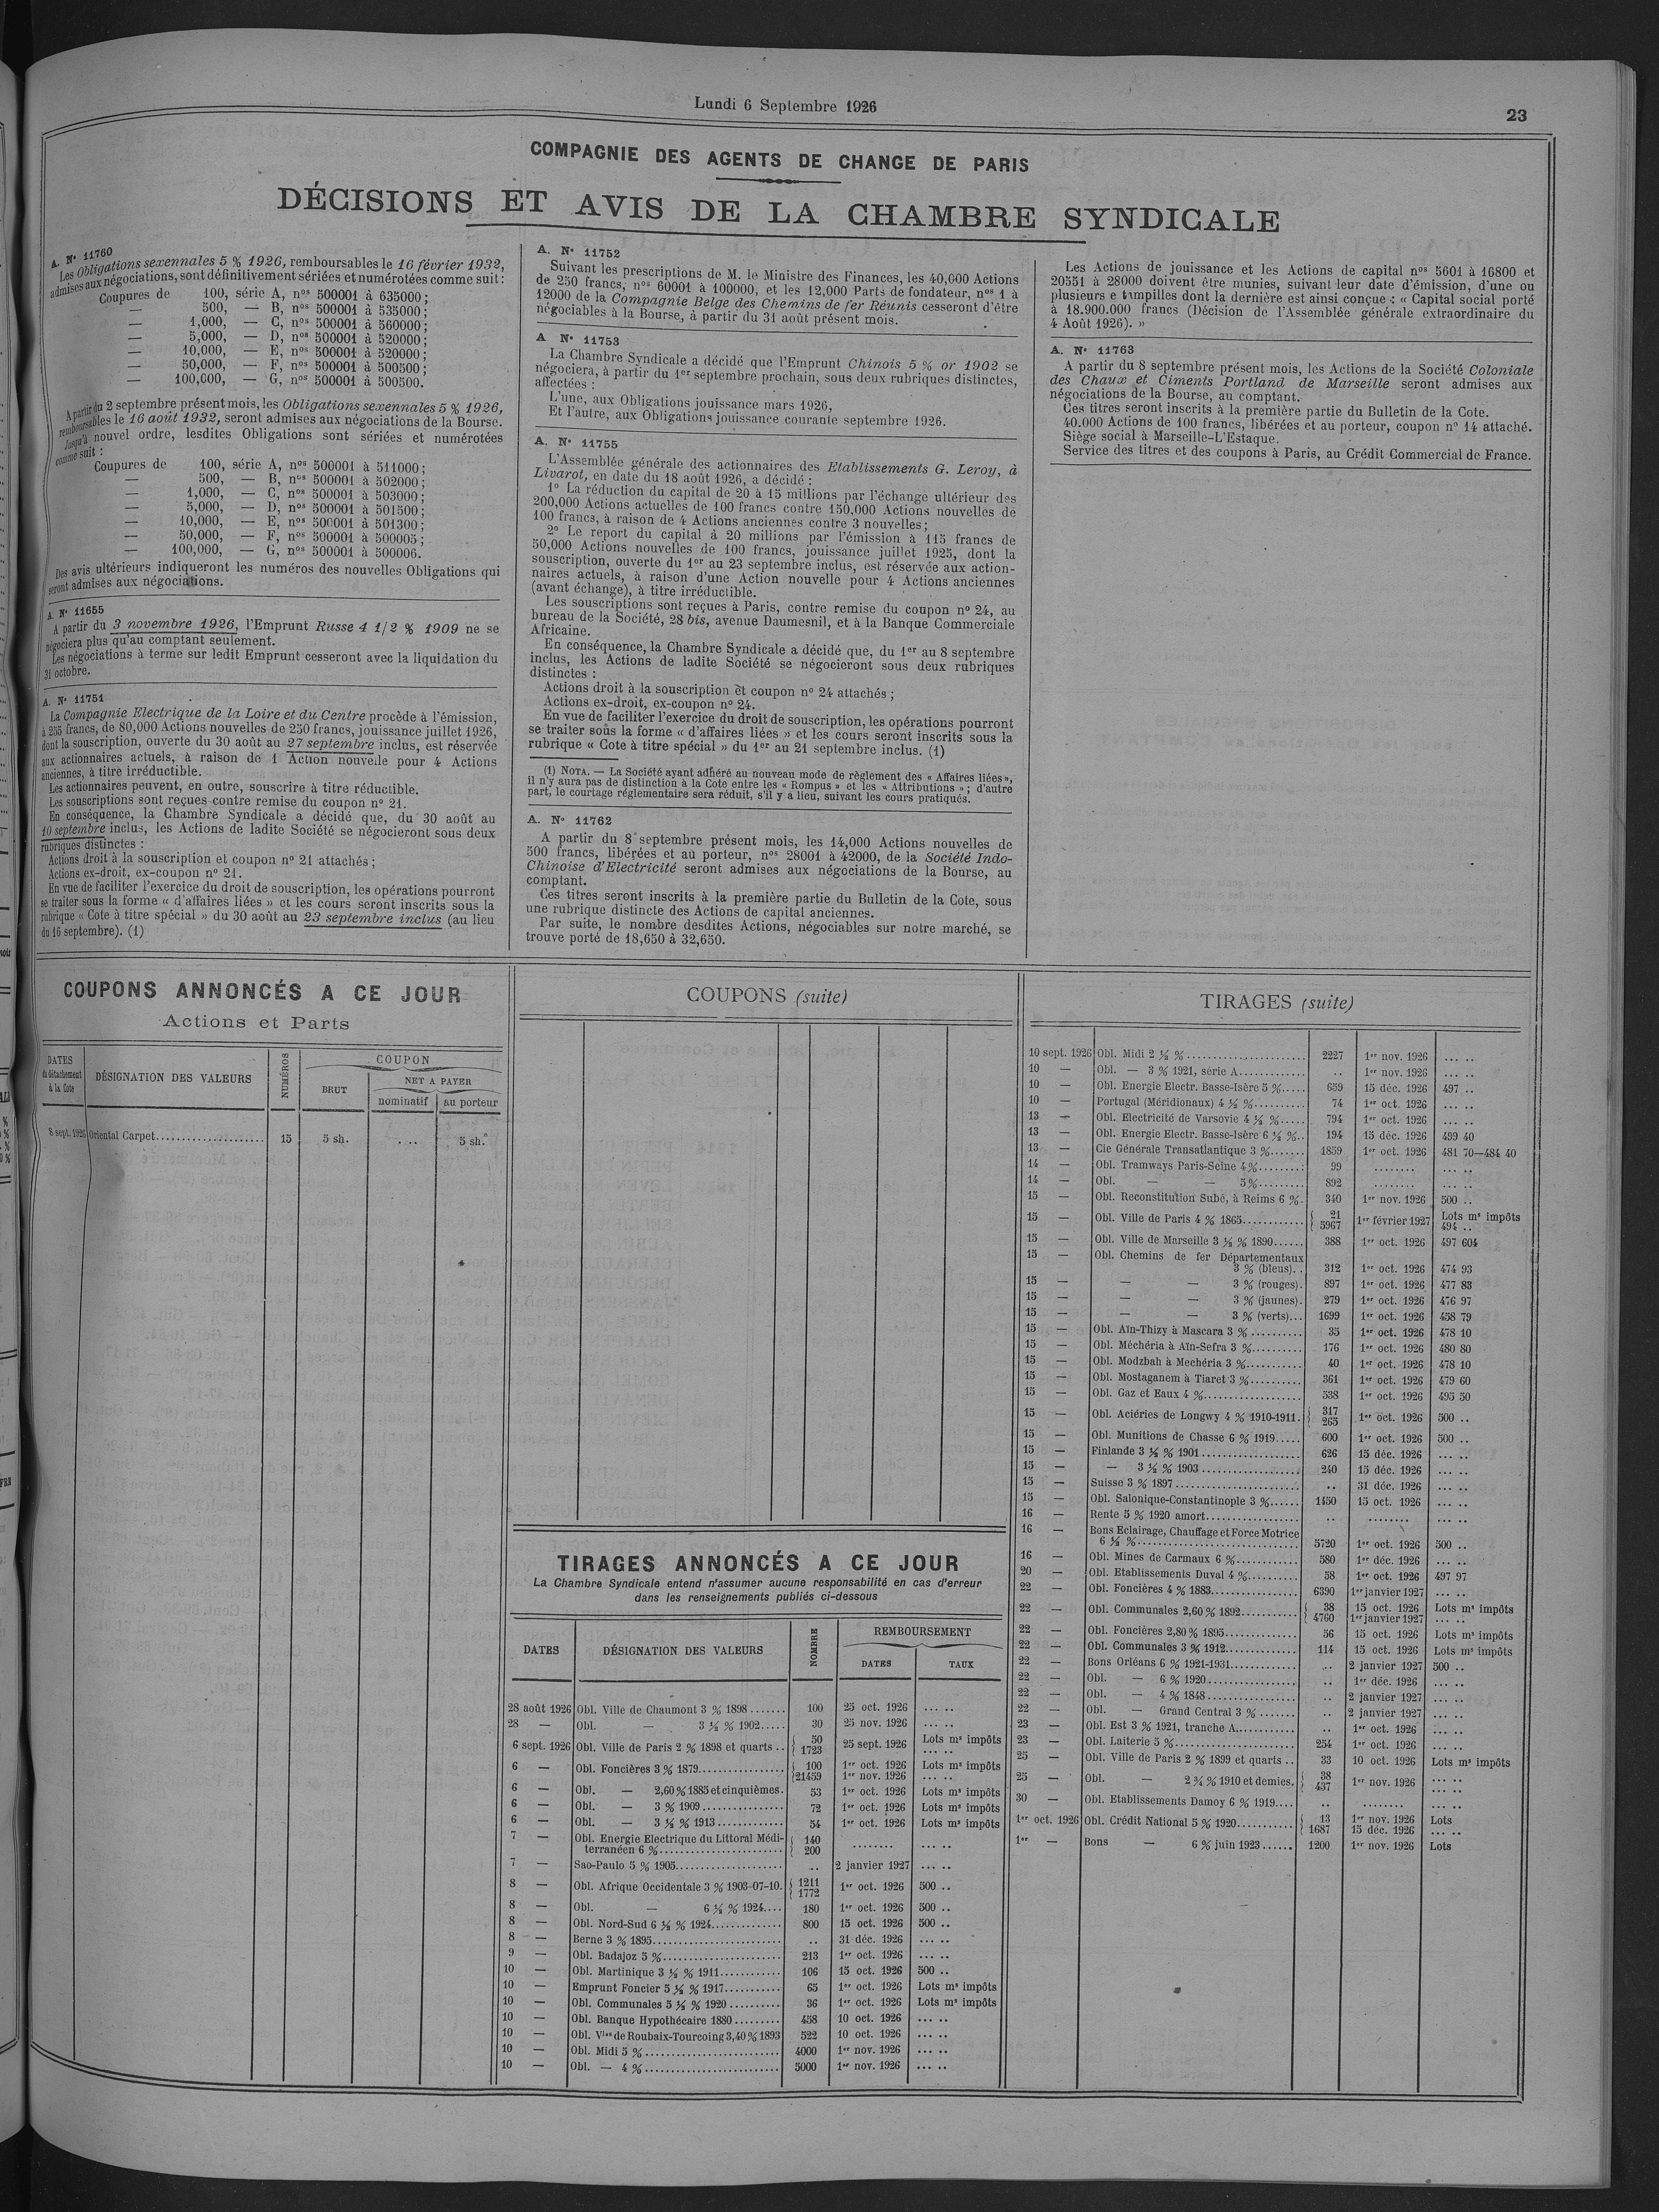 Lundi 6 Septembre 1926
23
COMPAGNIE DES AGENTS DE CHANGE DE PARIS
DÉCISIONS ET AVIS DE LA CHAMBRE SYNDICALE
A. N° 11760
Les Obligations sexennales 5 % 1926, remboursables le 16 février 1932,
admises aux négociations, sont définitivement sériées et numérotées comme suit :
Coupures de 100, série A, nos 500001 à 635000;
— 500, — B, nos 500001 à 535000;
— 1,000, — C, nos 500001 à 560000;
— 5,000, — D, nos 500001 à 520000;
— 10,000, — E, nos 500001 à 520000;
— 50,000, — F, nos 500001 à 500500;
— 100,000, — G, nos 500001 à 500500.
A partir du 2 septembre présent mois, les Obligations sexennales 5 % 1926,
remboursables le 16 août 1932, seront admises aux négociations de la Bourse.
Jusqu'à nouvel ordre, lesdites Obligations sont sériées et numérotées
comme suit :
Coupures de 100, série A, nos 500001 à 511000;
— 500, — B, nos 500001 à 502000;
— 1,000, — C, nos 500001 à 503000;
— 5,000, — D, nos 500001 à 501500;
— 10,000, — E, nos 500001 à 501300;
— 50,000, — F, nos 500001 à 500005;
— 100,000, — G, nos 500001 à 500006.
Des avis ultérieurs indiqueront les numéros des nouvelles Obligations qui
seront admises aux négociations.
A. N° 11655
A partir du 3 novembre 1926, l'Emprunt Russe 4 1/2 % 1909 ne se
négociera plus qu'au comptant seulement.
Les négociations à terme sur ledit Emprunt cesseront avec la liquidation du
31 octobre.
A. N° 11751
La Compagnie Electrique de la Loire et du Centre procède à l'émission,
à 255 francs, de 80,000 Actions nouvelles de 250 francs, jouissance juillet 1926,
dont la souscription, ouverte du 30 août au 27 septembre inclus, est réservée
aux actionnaires actuels, à raison de 1 Action nouvelle pour 4 Actions
anciennes, à titre irréductible.
Les actionnaires peuvent, en outre, souscrire à titre réductible.
Les souscriptions sont reçues contre remise du coupon n° 21.
En conséquence, la Chambre Syndicale a décidé que, du 30 août au
10 septembre inclus, les Actions de ladite Société se négocieront sous deux
rubriques distinctes :
Actions droit à la souscription et coupon n° 21 attachés ;
Actions ex-droit, ex-coupon n° 21.
En vue de faciliter l'exercice du droit de souscription, les opérations pourront
se traiter sous la forme « d'affaires liées » et les cours seront inscrits sous la
rubrique « Cote à titre spécial » du 30 août au 23 septembre inclus (au lieu
du 16 septembre). (1)
A. N° 11752
Suivant les prescriptions de M. le Ministre des Finances, les 40,000 Actions
de 250 francs, nos 60001 à 100000, et les 12,000 Parts de fondateur, nos 1 à
12000 de la Compagnie Belge des Chemins de fer Réunis cesseront d'être
négociables à la Bourse, à partir du 31 août présent mois.
A N° 11753
La Chambre Syndicale a décidé que l'Emprunt Chinois 5 % or 1902 se
négociera, à partir du 1er septembre prochain, sous deux rubriques distinctes,
affectées :
L'une, aux Obligations jouissance mars 1926,
Et l'autre, aux Obligations jouissance courante septembre 1926.
A. N° 11755
L'Assemblée générale des actionnaires des Etablissements G. Leroy, à
Livarot, en date du 18 août 1926, a décidé :
1° La réduction du capital de 20 à 15 millions par l'échange ultérieur des
200,000 Actions actuelles de 100 francs contre 150,000 Actions nouvelles de
100 francs, à raison de 4 Actions anciennes contre 3 nouvelles;
2° Le report du capital à 20 millions par l'émission à 115 francs de
50,000 Actions nouvelles de 100 francs, jouissance juillet 1925, dont la
souscription, ouverte du 1er au 23 septembre inclus, est réservée aux action-
naires actuels, à raison d'une Action nouvelle pour 4 Actions anciennes
(avant échange), à titre irréductible.
Les souscriptions sont reçues à Paris, contre remise du coupon n° 24, au
bureau de la Société, 28 bis, avenue Daumesnil, et à la Banque Commerciale
Africaine.
En conséquence, la Chambre Syndicale a décidé que, du 1er au 8 septembre
inclus, les Actions de ladite Société se négocieront sous deux rubriques
distinctes :
Actions droit à la souscription et coupon n° 24 attachés ;
Actions ex-droit, ex-coupon n° 24.
En vue de faciliter l'exercice du droit de souscription, les opérations pourront
se traiter sous la forme « d'affaires liées » et les cours seront inscrits sous la
rubrique « Cote à titre spécial » du 1er au 21 septembre inclus. (1)
(1) NOTA. — La Société ayant adhéré au nouveau mode de règlement des « Affaires liées»,
il n'y aura pas de distinction à la Cote entre les « Rompus » et les « Attributions » ; d'autre
part, le courtage réglementaire sera réduit, s'il y a lieu, suivant les cours pratiqués.
A. N° 11762
A partir du 8 septembre présent mois, les 14,000 Actions nouvelles de
500 francs, libérées et au porteur, nos 28001 à 42000, de la Société Indo-
Chinoise d'Electricité seront admises aux négociations de la Bourse, au
comptant.
Ces titres seront inscrits à la première partie du Bulletin de la Cote, sous
une rubrique distincte des Actions de capital anciennes.
Par suite, le nombre desdites Actions, négociables sur notre marché, se
trouve porté de 18,650 à 32,650.
Les Actions de jouissance et les Actions de capital nos 5601 à 16800 et
20551 à 28000 doivent être munies, suivant leur date d'émission, d'une ou
plusieurs e timpilles dont la dernière est ainsi conçue : « Capital social porté
à 18.900.000 francs (Décision de l'Assemblée générale extraordinaire du
4 Août 1926). »
A. N° 11763
A partir du 8 septembre présent mois, les Actions de la Société Coloniale
des Chaux et Ciments Portland de Marseille seront admises aux
négociations de la Bourse, au comptant.
Ces titres seront inscrits à la première partie du Bulletin de la Cote.
40.000 Actions de 100 francs, libérées et au porteur, coupon n° 14 attaché.
Siège social à Marseille-L'Estaque.
Service des titres et des coupons à Paris, au Crédit Commercial de France.
COUPONS ANNONCÉS A CE JOUR
Actions et Parts
DATES du détachement à la Cote DÉSIGNATION DES VALEURS NUMÉROS COUPON
BRUT NET A PAYER
nominatif au porteur
8 sept. 1926 Oriental Carpet 15 5 sh. .... 5 sh.
COUPONS (suite)
TIRAGES ANNONCÉS A CE JOUR
La Chambre Syndicale entend n'assumer aucune responsabilité en cas d'erreur
dans les renseignements publiés ci-dessous
DATES DÉSIGNATION DES VALEURS NOMBRE REMBOURSEMENT
DATES TAUX
28 août 1926 Obl. Ville de Chaumont 3 % 1898 100 25 oct. 1926 ... ..
28 — Obl. — 3 ½ % 1902 30 25 nov. 1926 ... ..
6 sept. 1926 Obl. Ville de Paris 2 % 1898 et quarts 50 25 sept. 1926 Lots ms impôts
1723 ... ..
6 — Obl. Foncières 3 % 1879 100 1er oct. 1926 Lots ms impôts
21459 1er nov. 1926 ... ..
6 — Obl. — 2,60 % 1885 et cinquièmes. 53 1er oct. 1926 Lots ms impôts
6 — Obl. — 3 % 1909 72 1er oct. 1926 Lots ms impôts
6 — Obl. — 3 ½ % 1913 54 1er oct. 1926 Lots ms impôts
7 — Obl. Energie Electrique du Littoral Médi- 140
terranéen 6 % 200 ........ ... ..
7 — Sao-Paulo 5 % 1905 .. 2 janvier 1927 ... ..
8 — Obl. Afrique Occidentale 3 % 1903-07-10. 1211 1er oct. 1926 500 ..
1772
8 — Obl. — 6 ½ % 1924 180 1er oct. 1926 500 ..
8 — Obl. Nord-Sud 6 ½ % 1924 800 15 oct. 1926 500 ..
8 — Berne 3 % 1895 .. 31 déc. 1926 ... ..
9 — Obl. Badajoz 5 % 213 1er oct. 1926 ... ..
10 — Obl. Martinique 3 ½ % 1911 106 15 oct. 1926 500 ..
10 — Emprunt Foncier 5 ½ % 1917 65 1er oct. 1926 Lots ms impôts
10 — Obl. Communales 5 ½ % 1920 36 1er oct. 1926 Lots ms impôts
10 — Obl. Banque Hypothécaire 1880 458 10 oct. 1926 ... ..
10 — Obl. Vles de Roubaix-Tourcoing 3,40 % 1893 522 10 oct. 1926 ... ..
10 — Obl. Midi 5 % 4000 1er nov. 1926 ... ..
10 — Obl. — 4 % 5000 1er nov. 1926 ... ..
TIRAGES (suite)
10 sept. 1926 Obl. Midi 2 ½ % 2227 1er nov. 1926 ... ..
10 — Obl. — 3 % 1921, série A .. 1er nov. 1926 ... ..
10 — Obl. Energie Electr. Basse-Isère 5 % 659 15 déc. 1926 497 ..
10 — Portugal (Méridionaux) 4 ½ % 74 1er oct. 1926 ... ..
13 — Obl. Electricité de Varsovie 4 ½ % 794 1er oct. 1926 ... ..
13 — Obl. Energie Electr. Basse-Isère 6 ½ % 194 15 déc. 1926 499 40
13 — Cie Générale Transatlantique 3 % 1859 1er oct. 1926 481 70—484 40
14 — Obl. Tramways Paris-Seine 4 % 99 ........ ... ..
14 — Obl. — — 5 % 892 ........ ... ..
15 — Obl. Reconstitution Subé, à Reims 6 %. 340 1er nov. 1926 500 ..
15 — Obl. Ville de Paris 4 % 1865 21 1er février 1927 Lots ms impôts
5967 494 ..
15 — Obl. Ville de Marseille 3 ½ % 1890 388 1er oct. 1926 497 604
15 — Obl. Chemins de fer Départementaux
3 % (bleus) 312 1er oct. 1926 474 93
15 — — — 3 % (rouges). 897 1er oct. 1926 477 83
15 — — — 3 % (jaunes). 279 1er oct. 1926 476 97
15 — — — 3 % (verts) 1699 1er oct. 1926 458 79
15 — Obl. Aïn-Thizy à Mascara 3 % 35 1er oct. 1926 478 10
15 — Obl. Méchéria à Aïn-Sefra 3 % 176 1er oct. 1926 480 80
15 — Obl. Modzbah à Mechéria 3 % 40 1er oct. 1926 478 10
15 — Obl. Mostaganem à Tiaret 3 % 361 1er oct. 1926 479 60
15 — Obl. Gaz et Eaux 4 % 538 1er oct. 1926 495 50
15 — Obl. Aciéries de Longwy 4 % 1910-1911. 317 1er oct. 1926 500 ..
265
15 — Obl. Munitions de Chasse 6 % 1919 600 1er oct. 1926 500 ..
15 — Finlande 3 ½ % 1901 626 15 déc. 1926 ... ..
15 — — 3 ½ % 1903 240 15 déc. 1926 ... ..
15 — Suisse 3 % 1897 .. 31 déc. 1926 ... ..
15 — Obl. Salonique-Constantinople 3 % 1450 15 oct. 1926 ... ..
16 — Rente 5 % 1920 amort. .. ........ ... ..
16 — Bons Eclairage, Chauffage et Force Motrice
6 ½ % 5720 1er oct. 1926 500 ..
16 — Obl. Mines de Carmaux 6 % 580 1er déc. 1926 ... ..
20 — Obl. Etablissements Duval 4 % 58 1er oct. 1926 497 97
22 — Obl. Foncières 4 % 1883 6390 1er janvier 1927 ... ..
22 — Obl. Communales 2,60 % 1892 38 15 oct. 1926 Lots ms impôts
4760 1er janvier 1927 ... ..
22 — Obl. Foncières 2,80 % 1895 56 15 oct. 1926 Lots ms impôts
22 — Obl. Communales 3 % 1912 114 15 oct. 1926 Lots ms impôts
22 — Bons Orléans 6 % 1921-1931 .. 2 janvier 1927 500 ..
22 — Obl. — 6 % 1920 .. 1er déc. 1926 ... ..
22 — Obl. — 4 % 1848 .. 2 janvier 1927 ... ..
22 — Obl. — Grand Central 3 % .. 2 janvier 1927 ... ..
23 — Obl. Est 3 % 1921, tranche A .. 1er oct. 1926 ... ..
23 — Obl. Laiterie 5 % 254 1er oct. 1926 ... ..
25 — Obl. Ville de Paris 2 % 1899 et quarts 33 10 oct. 1926 Lots ms impôts
25 — Obl. — 2 ¾ % 1910 et demies. 38 1er nov. 1926 ... ..
437 ... ..
30 — Obl. Etablissements Damoy 6 % 1919 .. ........ ... ..
1er oct. 1926 Obl. Crédit National 5 % 1920 13 1er nov. 1926 Lots
1687 15 déc. 1926 ... ..
1er — Bons — 6 % juin 1923 1200 1er nov. 1926 Lots